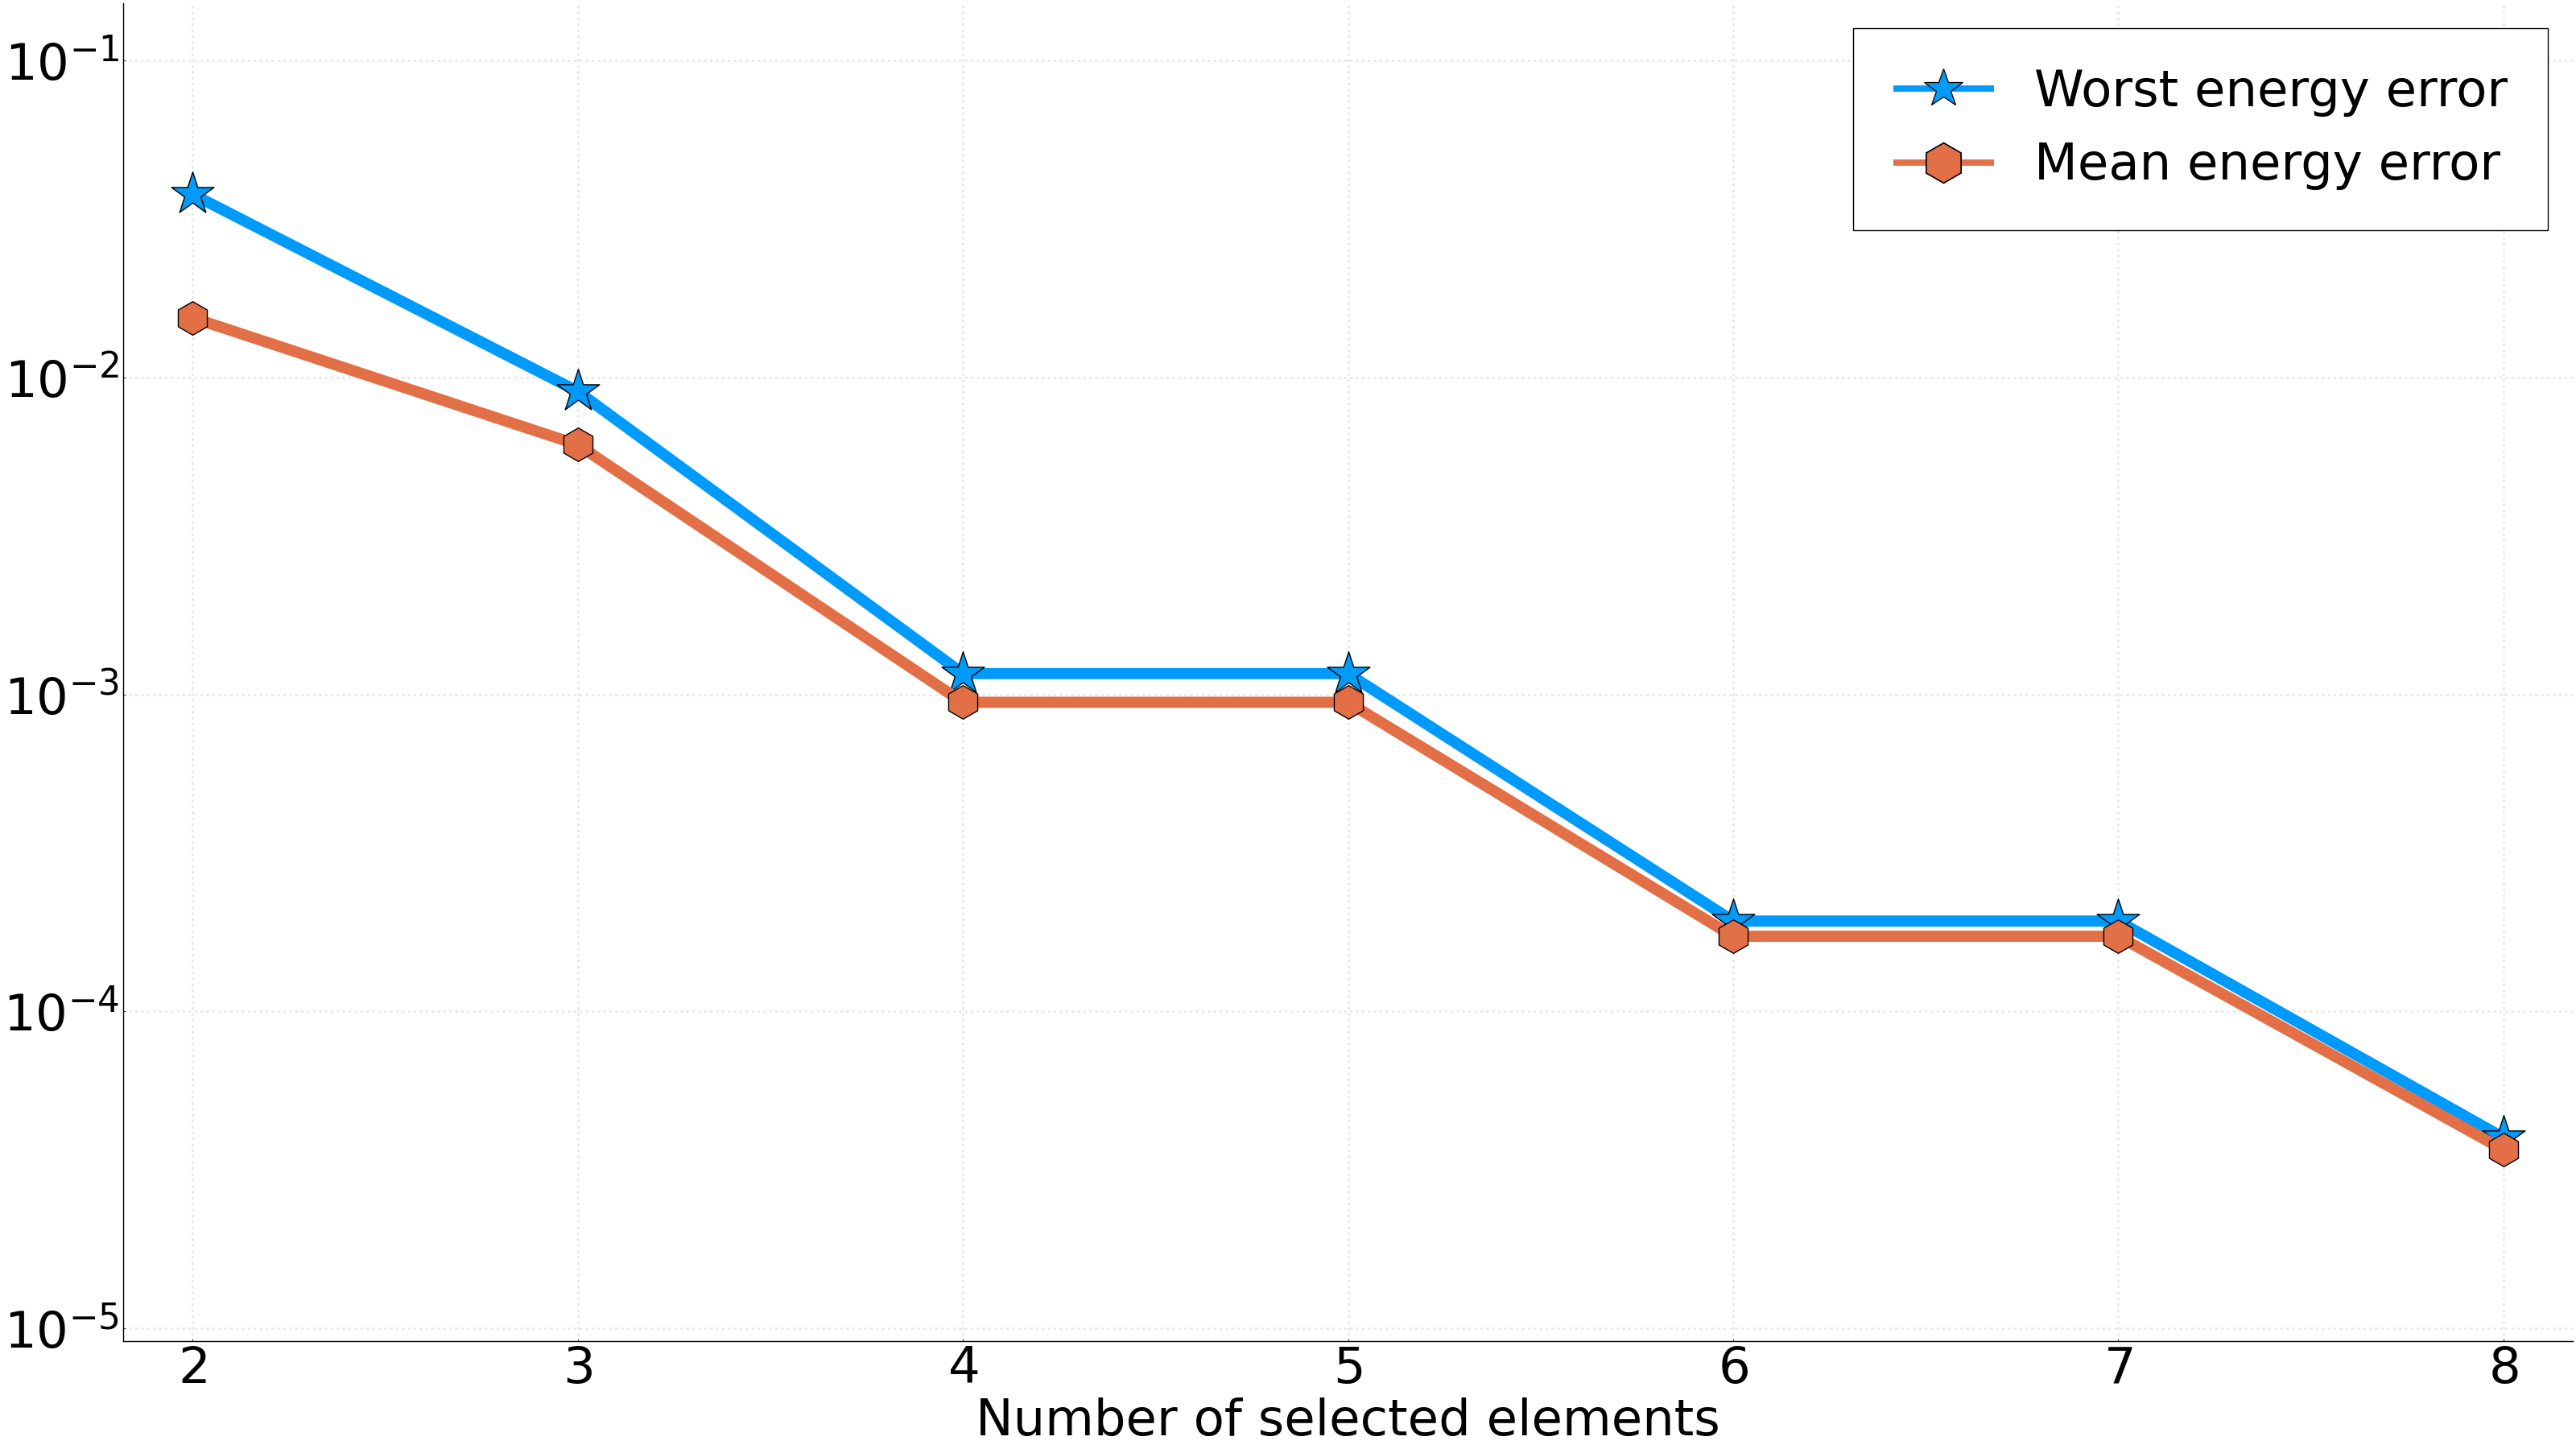 10⁻¹
10⁻²
10⁻³
10⁻⁴
10⁻⁵
Worst energy error
Mean energy error
2 3 4 5 6 7 8
Number of selected elements